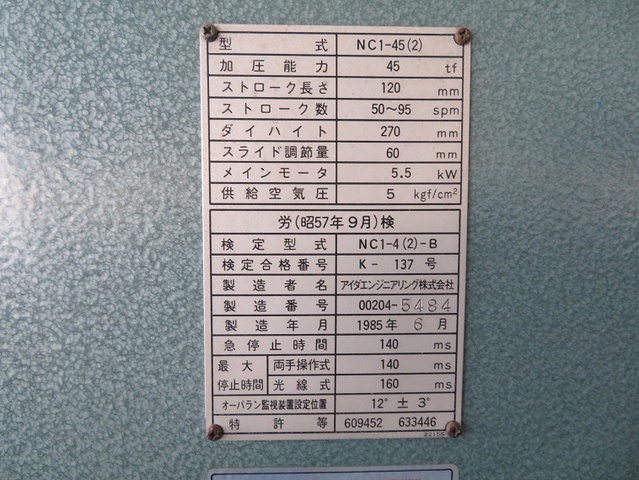 型式 NC1-45(2)
加圧能力 45 tf
ストローク長さ 120 mm
ストローク数 50〜95 spm
ダイハイト 270 mm
スライド調節量 60 mm
メインモータ 5.5 kW
供給空気圧 5 kgf/cm²
労(昭57年9月)検
検定型式 NC1-4(2)-B
検定合格番号 K- 137 号
製造者名 アイダエンジニアリング株式会社
製造番号 00204-5484
製造年月 1985年 6月
急停止時間 140 ms
最大停止時間 両手操作式 140 ms
光線式 160 ms
オーバラン監視装置設定位置 12° ± 3°
特許等 609452 633446